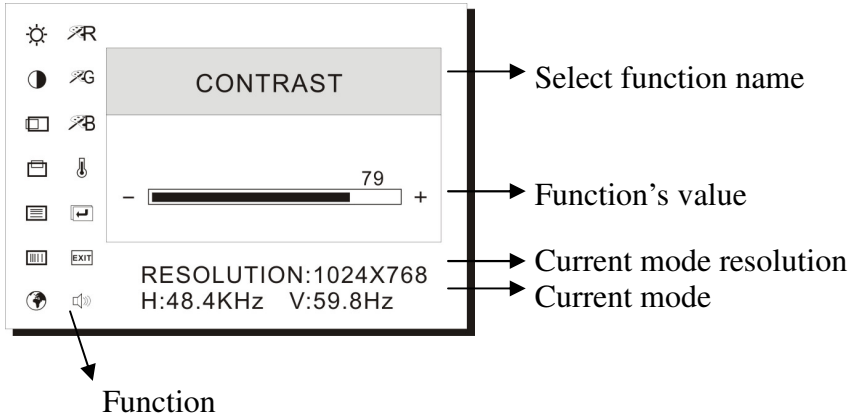 R
G
CONTRAST
Select function name
B
79
- +
Function's value
EXIT
RESOLUTION:1024X768
Current mode resolution
H:48.4KHz V:59.8Hz
Current mode
Function